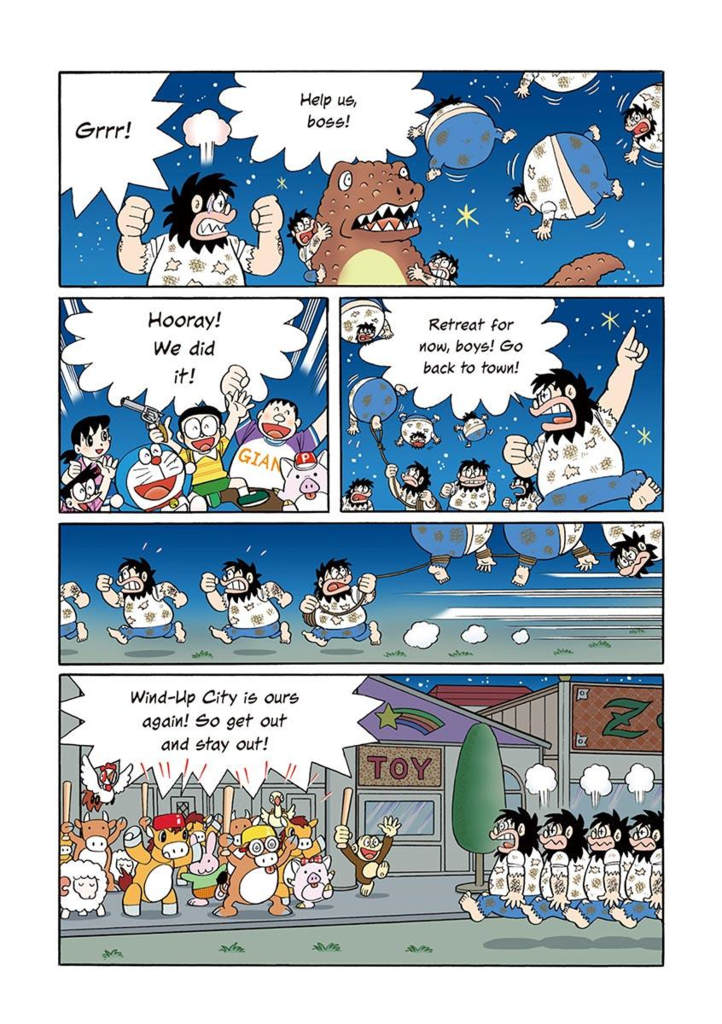 Grrr!
Help us,
boss!
Hooray!
We did
it!
GIAN
P
Retreat for
now, boys! Go
back to town!
Wind-Up City is ours
again! So get out
and stay out!
TOY